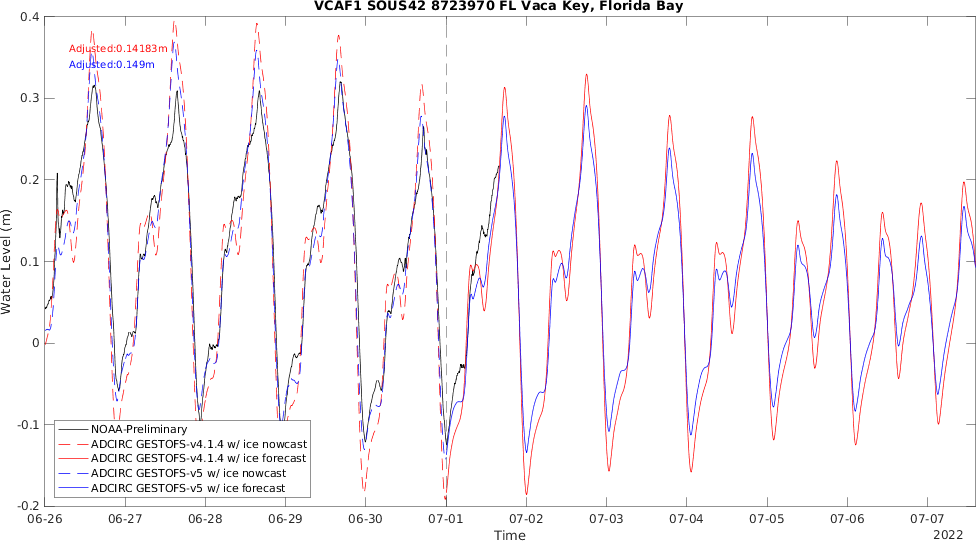 VCAF1 SOUS42 8723970 FL Vaca Key, Florida Bay
Adjusted:0.14183m
Adjusted:0.149m
Water Level (m)
0.4
0.3
0.2
0.1
0
-0.1
-0.2
NOAA-Preliminary
ADCIRC GESTOFS-v4.1.4 w/ ice nowcast
ADCIRC GESTOFS-v4.1.4 w/ ice forecast
ADCIRC GESTOFS-v5 w/ ice nowcast
ADCIRC GESTOFS-v5 w/ ice forecast
06-26 06-27 06-28 06-29 06-30 07-01 07-02 07-03 07-04 07-05 07-06 07-07
Time
2022